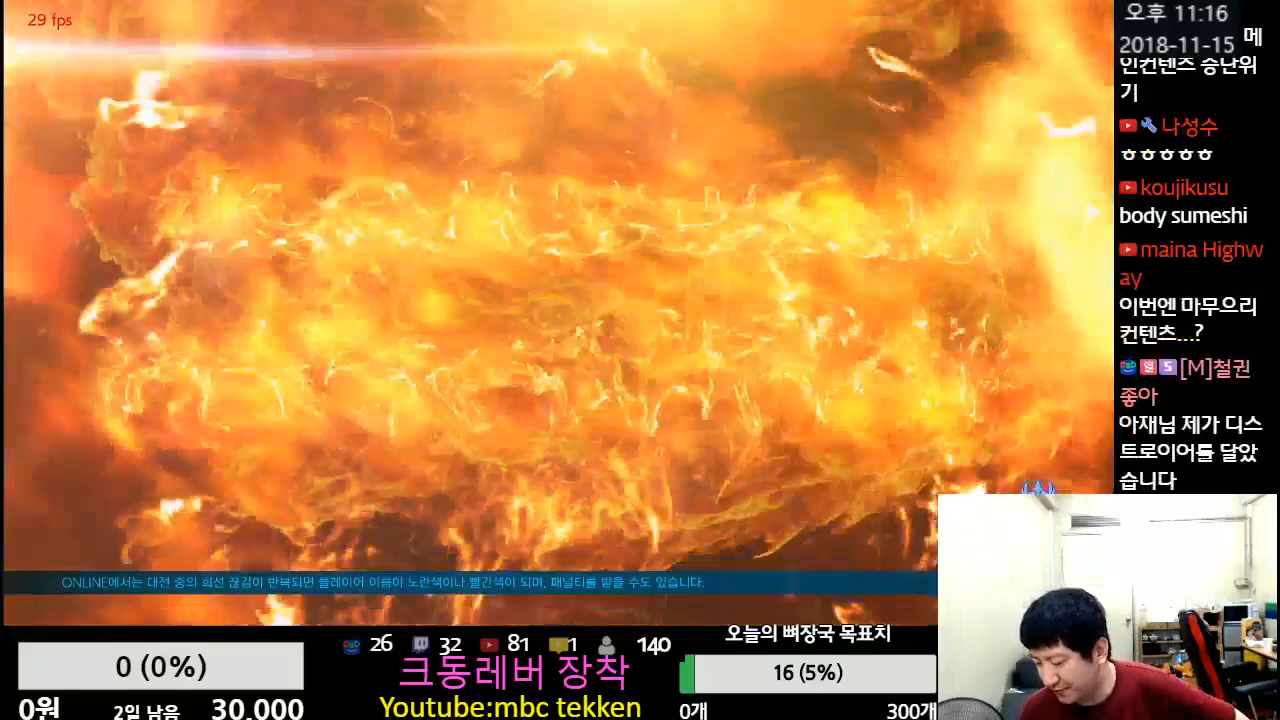 29 fps
오후 11:16
2018-11-15
메
인컨텐츠 승단위
기
나성수
ㅎㅎㅎㅎㅎ
koujikusu
body sumeshi
maina Highw
ay
이번엔 마무으리
컨텐츠...?
열 5 [M]철권
좋아
아재님 제가 디스
트로이어를 달았
습니다
ONLINE에서는 대전 중의 회선 끊김이 반복되면 플레이어 이름이 노란색이나 빨간색이 되며, 패널티를 받을 수도 있습니다.
26 32 81 1 140
오늘의 뼈장국 목표치
0 (0%)
크동레버 장착
16 (5%)
0원 2일 남음 30,000
Youtube:mbc tekken
0개 300개